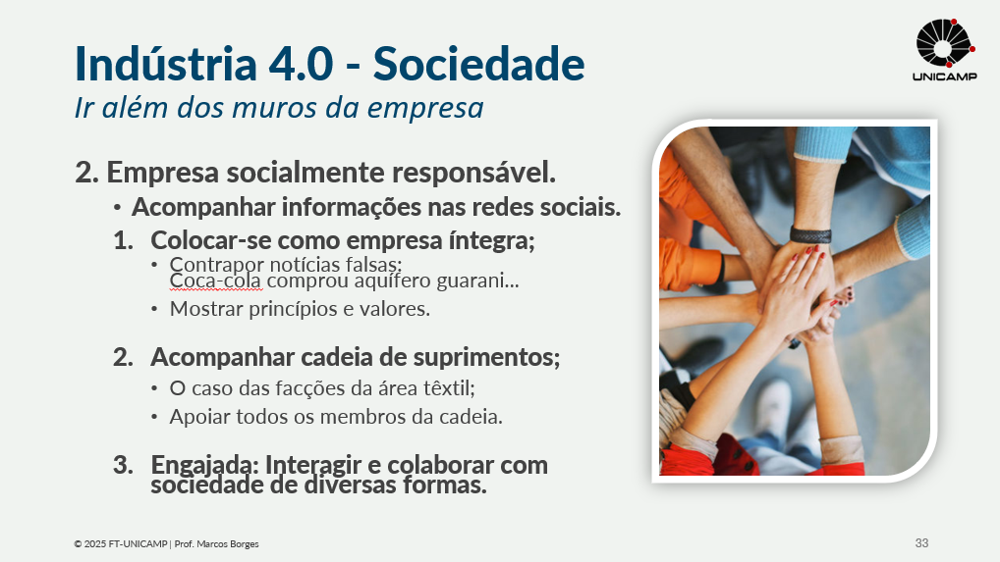 Indústria 4.0 - Sociedade
Ir além dos muros da empresa
UNICAMP
2. Empresa socialmente responsável.
• Acompanhar informações nas redes sociais.
1. Colocar-se como empresa íntegra;
• Contrapor notícias falsas:
Coca-cola comprou aquífero guarani...
• Mostrar princípios e valores.
2. Acompanhar cadeia de suprimentos;
• O caso das facções da área têxtil;
• Apoiar todos os membros da cadeia.
3. Engajada: Interagir e colaborar com
sociedade de diversas formas.
© 2025 FT-UNICAMP | Prof. Marcos Borges
33